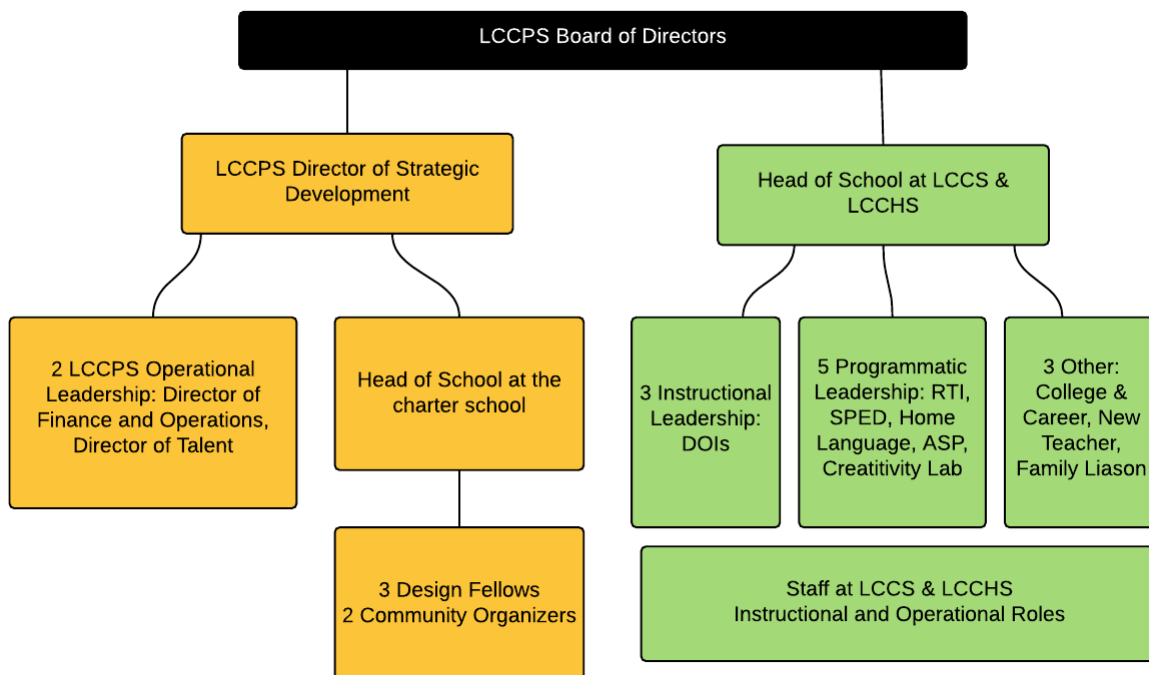 LCCPS Board of Directors
LCCPS Director of Strategic
Development
Head of School at LCCS &
LCCHS
2 LCCPS Operational
Leadership: Director of
Finance and Operations,
Director of Talent
Head of School at the
charter school
3 Instructional
Leadership:
DOIs
5 Programmatic
Leadership: RTI,
SPED, Home
Language, ASP,
Creatitivity Lab
3 Other:
College &
Career, New
Teacher,
Family Liason
3 Design Fellows
2 Community Organizers
Staff at LCCS & LCCHS
Instructional and Operational Roles